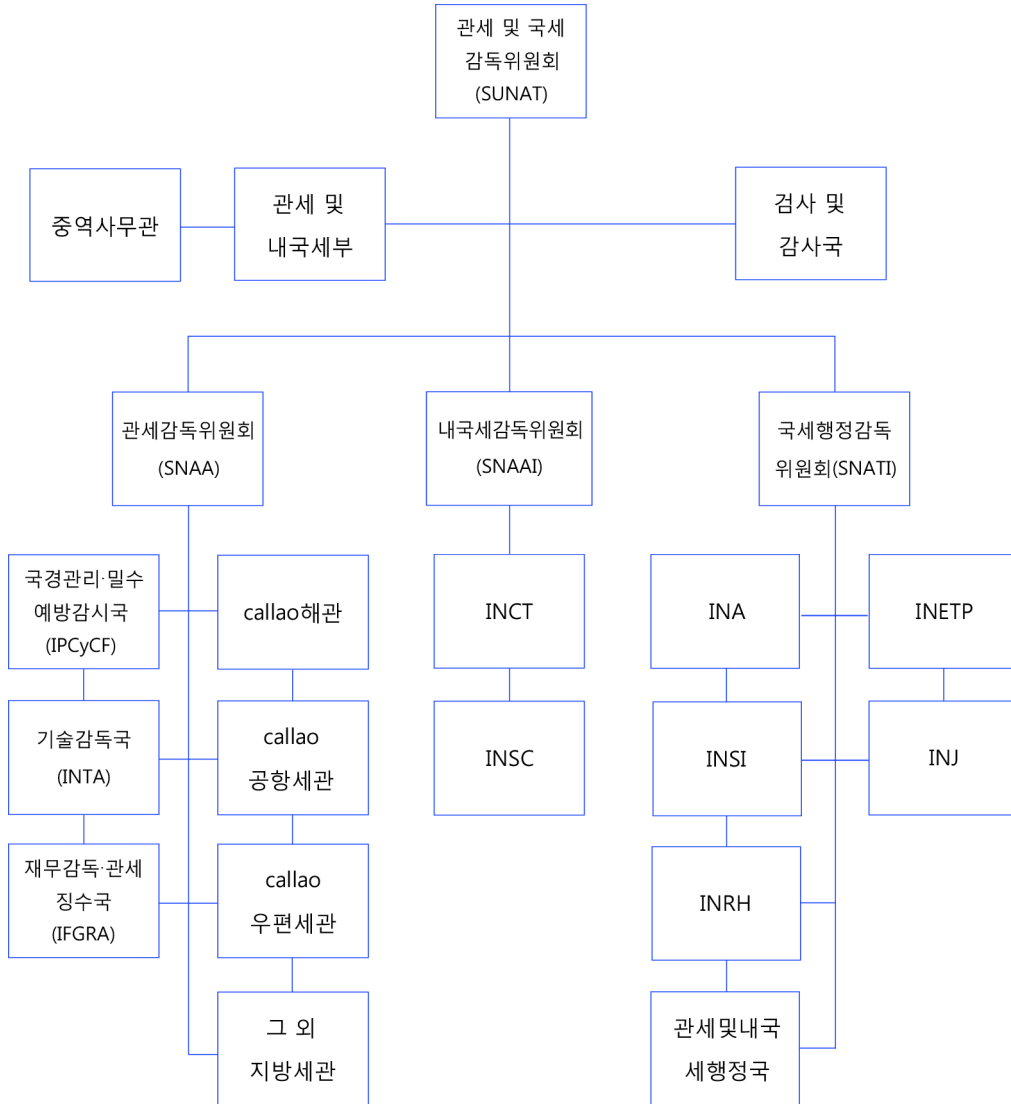 관세 및 국세
감독위원회
(SUNAT)
중역사무관
관세 및
내국세부
검사 및
감사국
관세감독위원회
(SNAA)
내국세감독위원회
(SNAAI)
국세행정감독
위원회(SNATI)
국경관리·밀수
예방감시국
(IPCyCF)
callao해관
INCT
INA
INETP
기술감독국
(INTA)
callao
공항세관
INSC
INSI
INJ
재무감독·관세
징수국
(IFGRA)
callao
우편세관
INRH
그 외
지방세관
관세및내국
세행정국